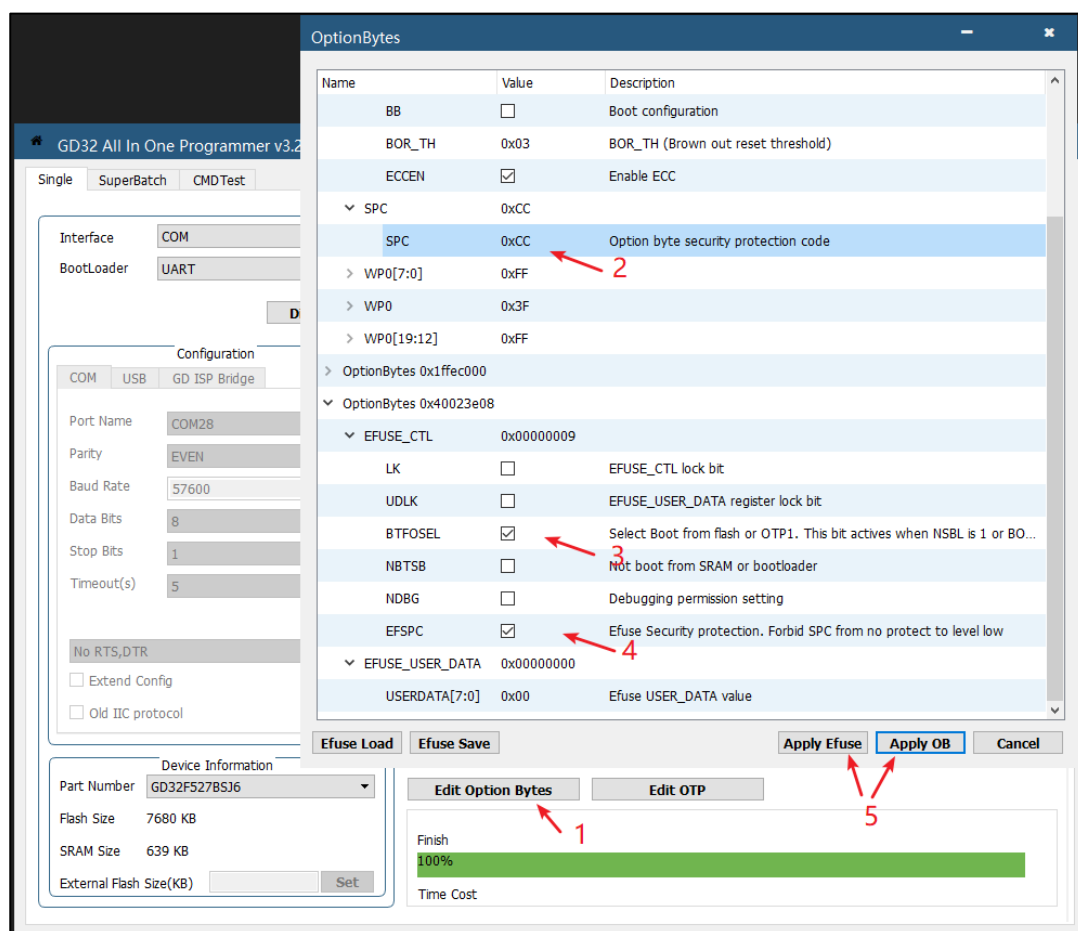 OptionBytes
Name Value Description
BB Boot configuration
BOR_TH 0x03 BOR_TH (Brown out reset threshold)
ECCEN Enable ECC
SPC 0xCC
SPC 0xCC Option byte security protection code
2
WP0[7:0] 0xFF
WP0 0x3F
WP0[19:12] 0xFF
OptionBytes 0x1ffec000
OptionBytes 0x40023e08
EFUSE_CTL 0x00000009
LK EFUSE_CTL lock bit
UDLK EFUSE_USER_DATA register lock bit
BTFOSEL Select Boot from flash or OTP1. This bit actives when NSBL is 1 or BO...
3
NBTSB Not boot from SRAM or bootloader
NDBG Debugging permission setting
EFSPC Efuse Security protection. Forbid SPC from no protect to level low
4
EFUSE_USER_DATA 0x00000000
USERDATA[7:0] 0x00 Efuse USER_DATA value
Efuse Load Efuse Save Apply Efuse Apply OB Cancel
5
GD32 All In One Programmer v3.2
Single SuperBatch CMDTest
Interface COM
BootLoader UART
D
Configuration
COM USB GD ISP Bridge
Port Name COM28
Parity EVEN
Baud Rate 57600
Data Bits 8
Stop Bits 1
Timeout(s) 5
No RTS,DTR
Extend Config
Old IIC protocol
Device Information
Part Number GD32F527BSJ6
Flash Size 7680 KB
SRAM Size 639 KB
External Flash Size(KB) Set
Edit Option Bytes Edit OTP
1
Finish
100%
Time Cost